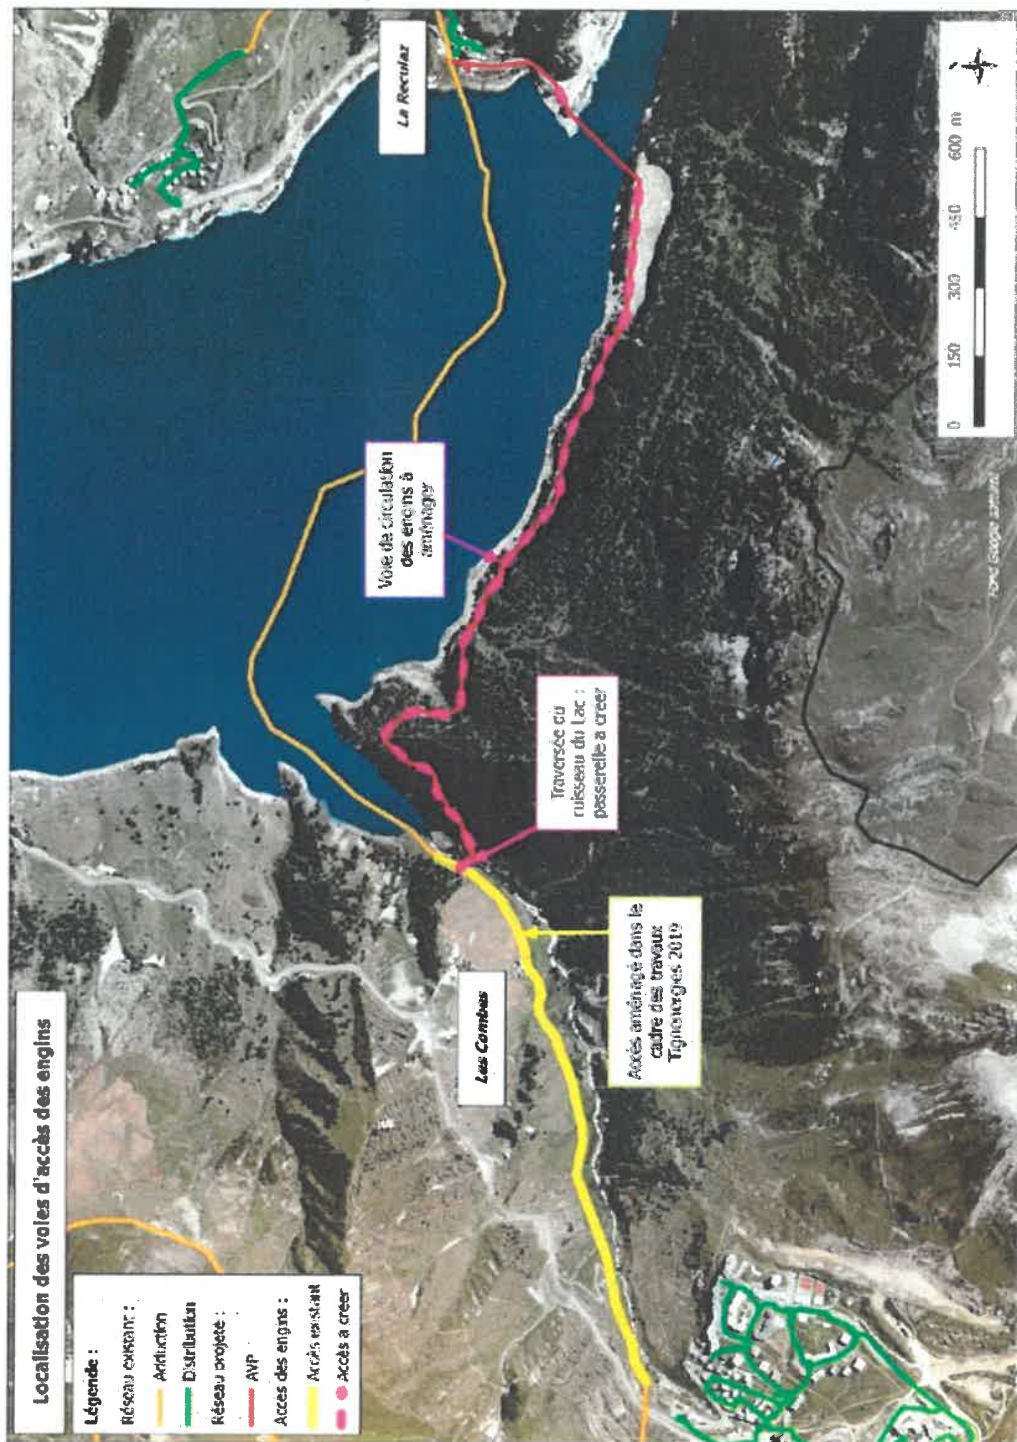 Localisation des voies d'accès des engins
Légende :
Réseau existant :
Adduction
Distribution
Réseau projeté :
AVP
Accès des engins :
Accès existant
Accès à créer
Les Combes
Accès aménagé dans le
cadre des travaux
Tignonergies 2019
Traversée du
ruisseau du Lac :
passerelle à créer
Voie de circulation
des engins à
aménager
La Reculaz
0 150 300 450 600 m